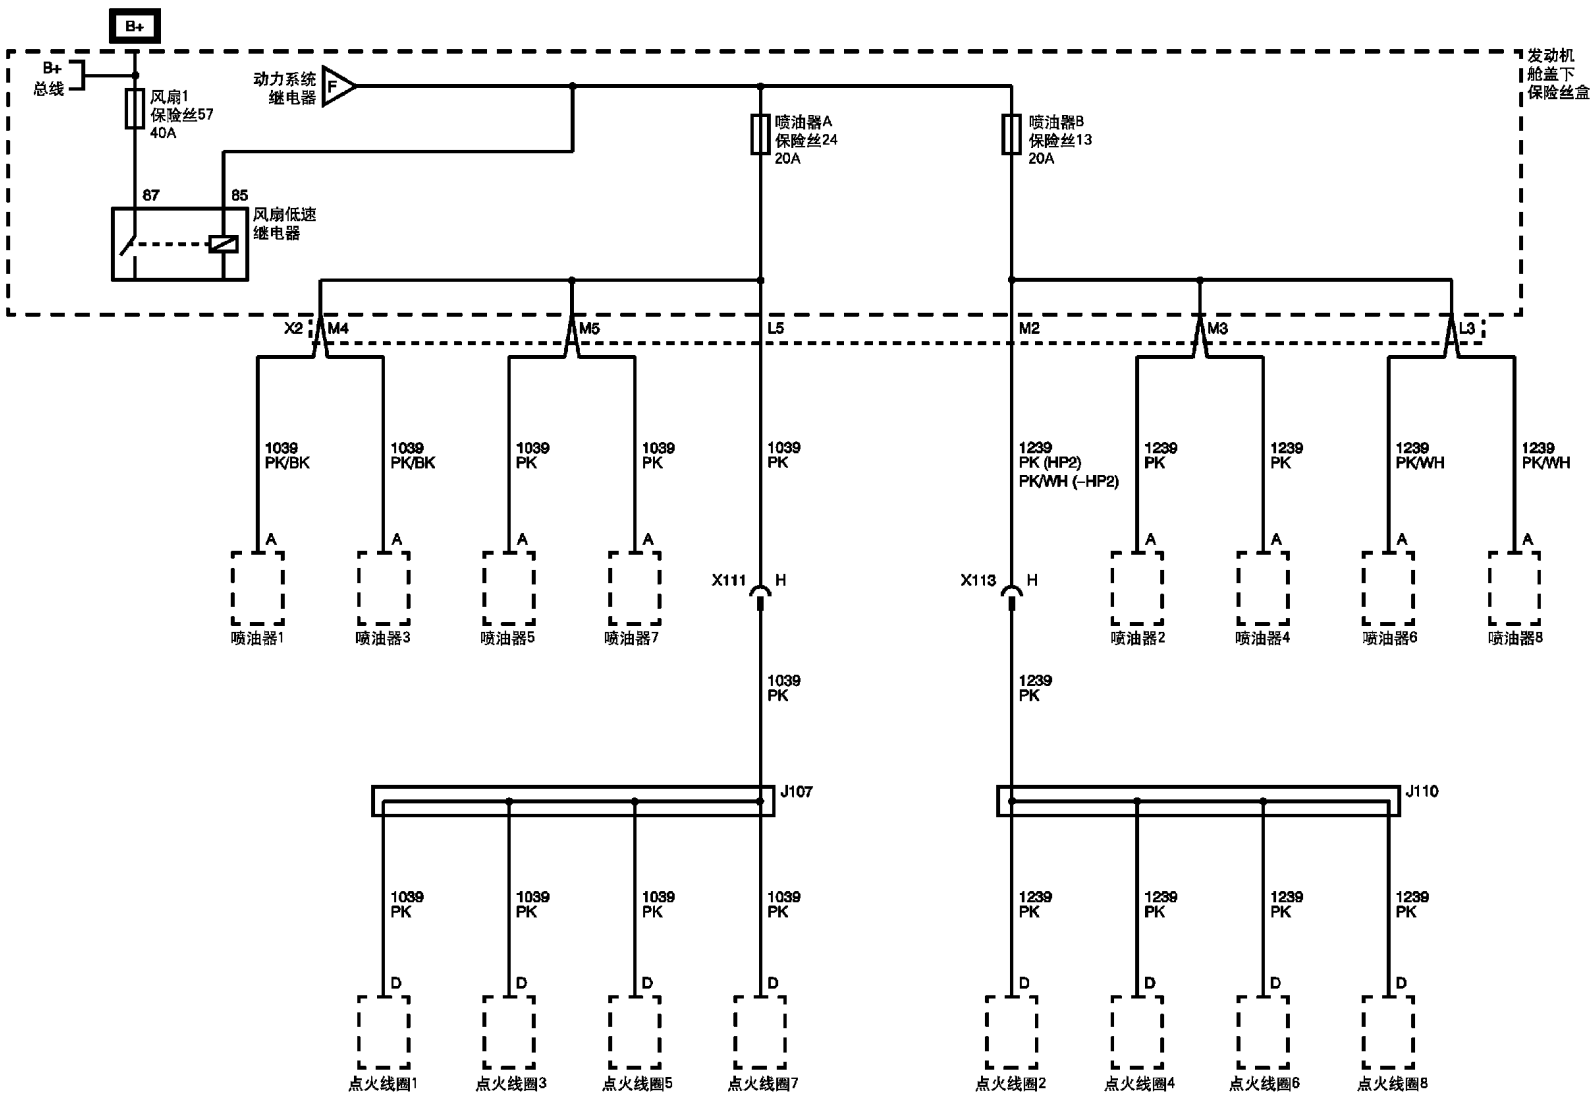 B+
B+
总线
风扇1
保险丝57
40A
动力系统
继电器
F
喷油器A
保险丝24
20A
喷油器B
保险丝13
20A
发动机
舱盖下
保险丝盒
87
85
风扇低速
继电器
X2
M4
M5
L5
M2
M3
L3
1039
PK/BK
1039
PK/BK
1039
PK
1039
PK
1039
PK
1239
PK (HP2)
PK/WH (-HP2)
1239
PK
1239
PK
1239
PK/WH
1239
PK/WH
A
A
A
A
A
A
A
A
X111
H
X113
H
喷油器1
喷油器3
喷油器5
喷油器7
喷油器2
喷油器4
喷油器6
喷油器8
1039
PK
1239
PK
J107
J110
1039
PK
1039
PK
1039
PK
1039
PK
1239
PK
1239
PK
1239
PK
1239
PK
D
D
D
D
D
D
D
D
点火线圈1
点火线圈3
点火线圈5
点火线圈7
点火线圈2
点火线圈4
点火线圈6
点火线圈8